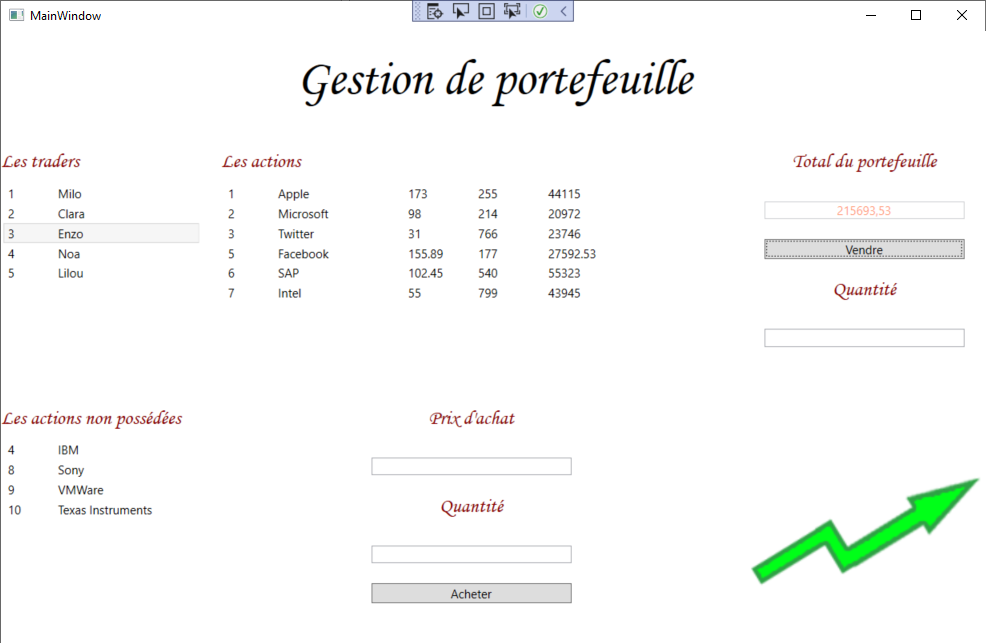 MainWindow
Gestion de portefeuille
Les traders
1 Milo
2 Clara
3 Enzo
4 Noa
5 Lilou
Les actions
1 Apple 173 255 44115
2 Microsoft 98 214 20972
3 Twitter 31 766 23746
5 Facebook 155.89 177 27592.53
6 SAP 102.45 540 55323
7 Intel 55 799 43945
Total du portefeuille
215693,53
Vendre
Quantité
Les actions non possédées
4 IBM
8 Sony
9 VMWare
10 Texas Instruments
Prix d'achat
Quantité
Acheter